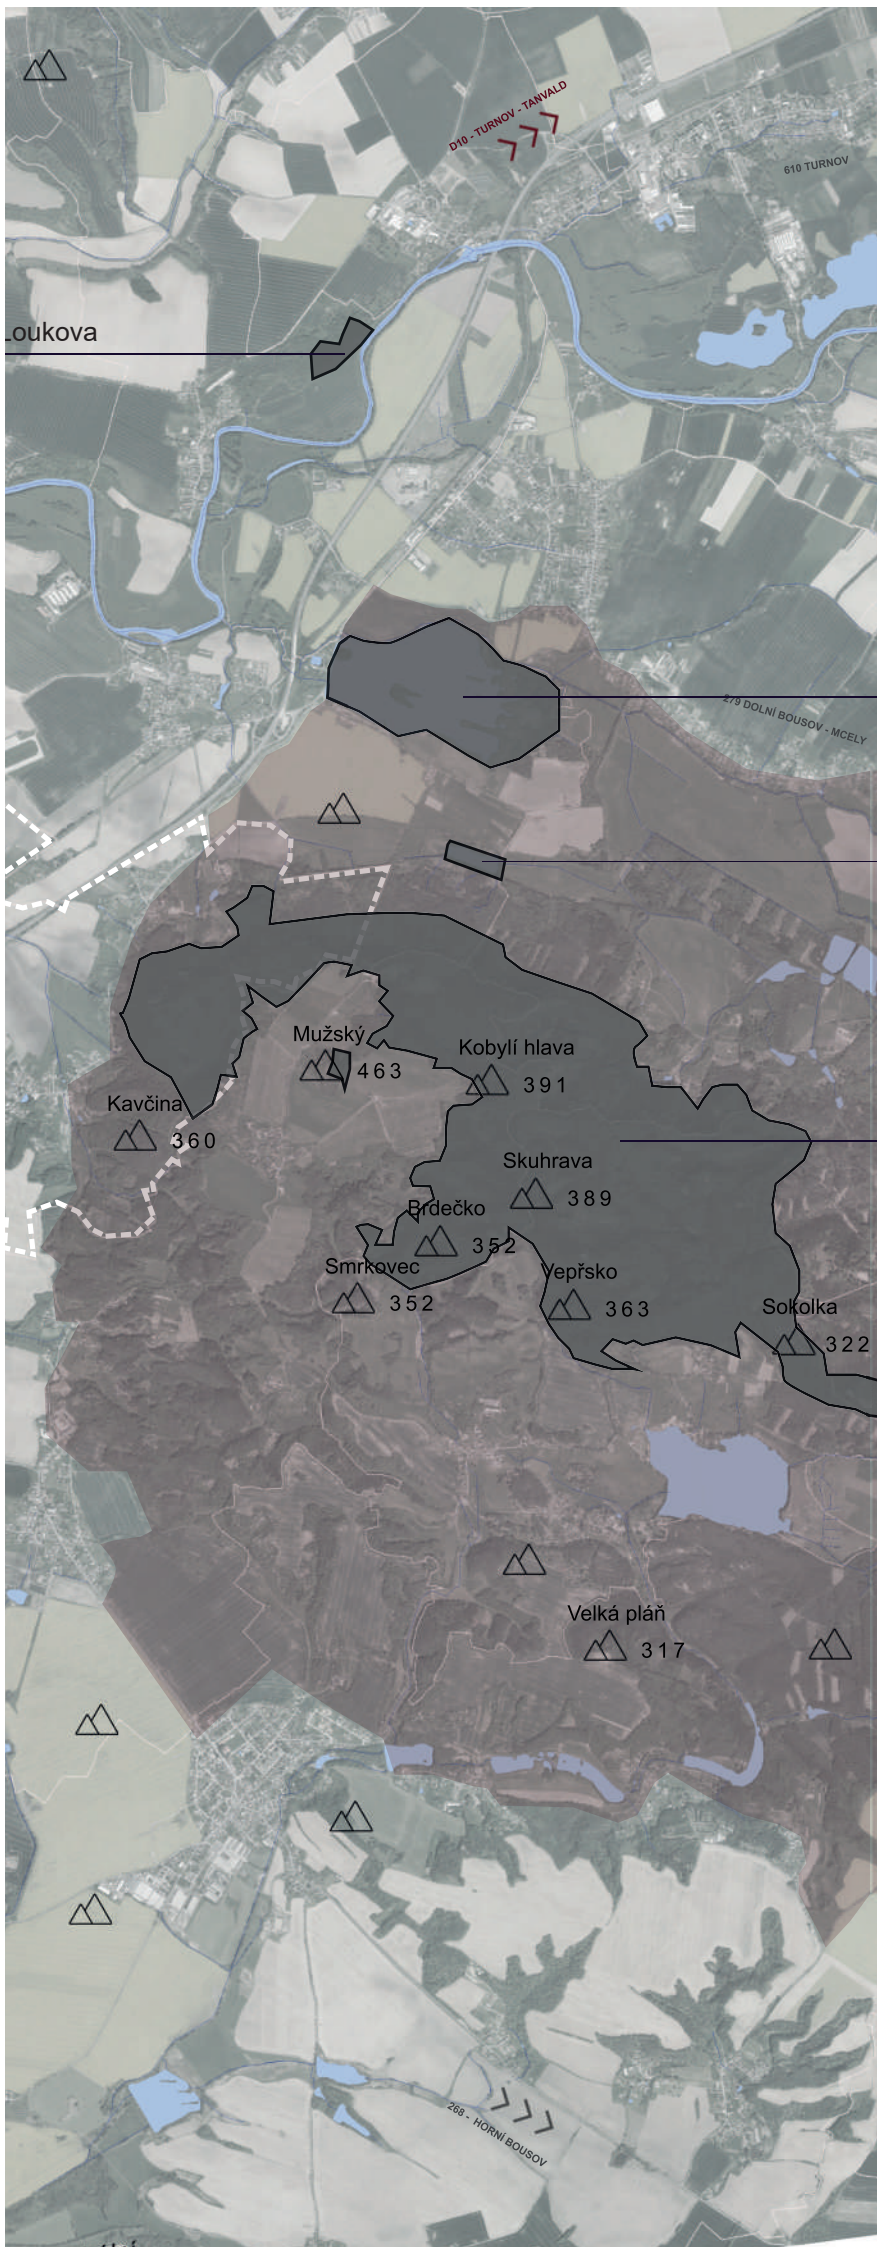 D10 - TURNOV - TANVALD
610 TURNOV
Loukova
279 DOLNÍ BOUSOV - MCELY
Mužský
463
Kobylí hlava
391
Kavčina
360
Skuhrava
389
Brdečko
352
Smrkovec
352
Vepřsko
363
Sokolka
322
Velká pláň
317
268 - HORNÍ BOUSOV